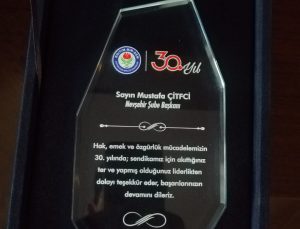 30. Yıl
Sayın Mustafa ÇİTFCİ
Nevşehir Şube Başkanı
Hak, emek ve özgürlük mücadelemizin
30. yılında; sendikamız için akıttığınız
ter ve yapmış olduğunuz liderlikten
dolayı teşekkür eder, başarılarınızın
devamını dileriz.